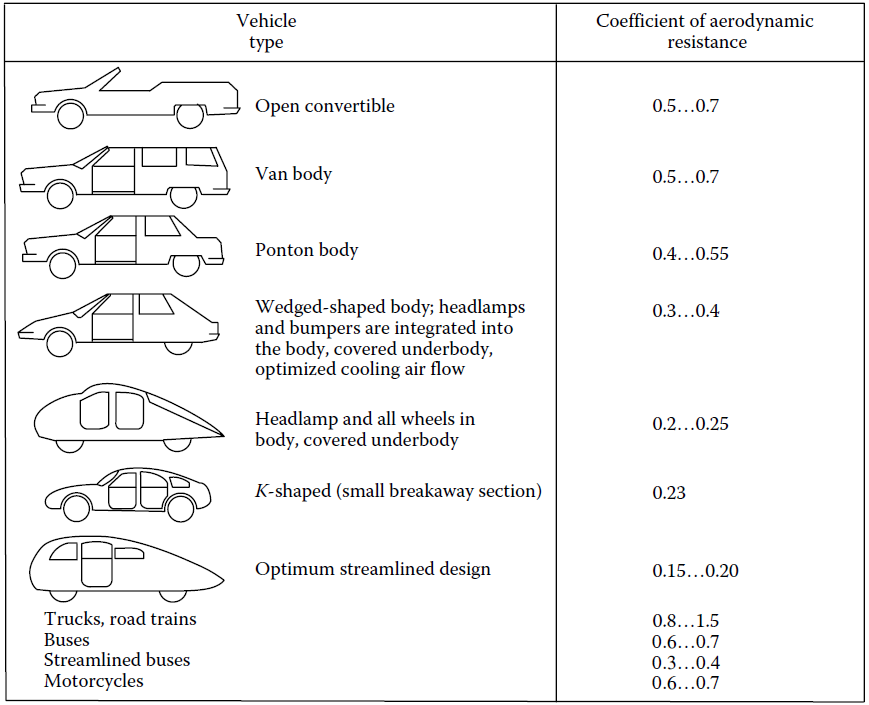 Vehicle
type
Coefficient of aerodynamic
resistance
Open convertible
0.5…0.7
Van body
0.5…0.7
Ponton body
0.4…0.55
Wedged-shaped body; headlamps
and bumpers are integrated into
the body, covered underbody,
optimized cooling air flow
0.3…0.4
Headlamp and all wheels in
body, covered underbody
0.2…0.25
K-shaped (small breakaway section)
0.23
Optimum streamlined design
0.15…0.20
Trucks, road trains
0.8…1.5
Buses
0.6…0.7
Streamlined buses
0.3…0.4
Motorcycles
0.6…0.7